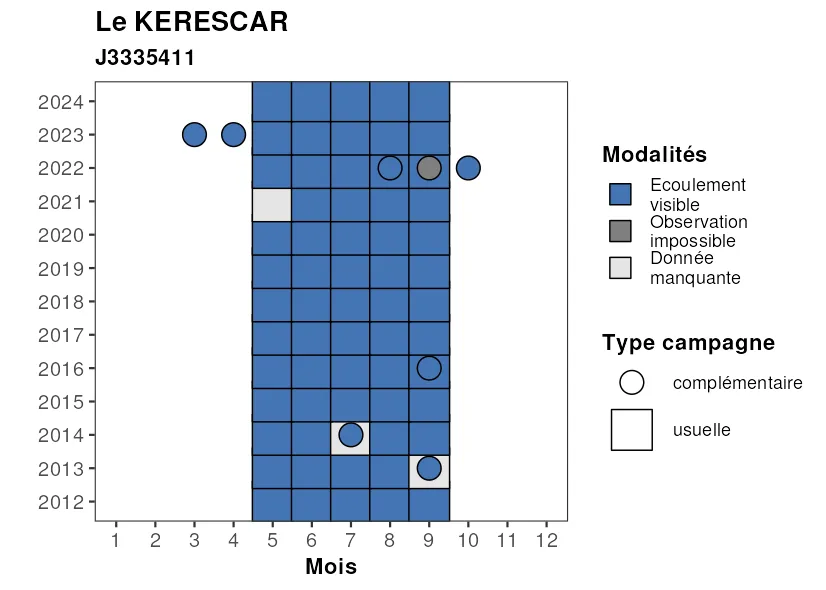 Le KERESCAR
J3335411
2024
2023
2022
2021
2020
2019
2018
2017
2016
2015
2014
2013
2012
1 2 3 4 5 6 7 8 9 10 11 12
Mois
Modalités
Ecoulement
visible
Observation
impossible
Donnée
manquante
Type campagne
complémentaire
usuelle